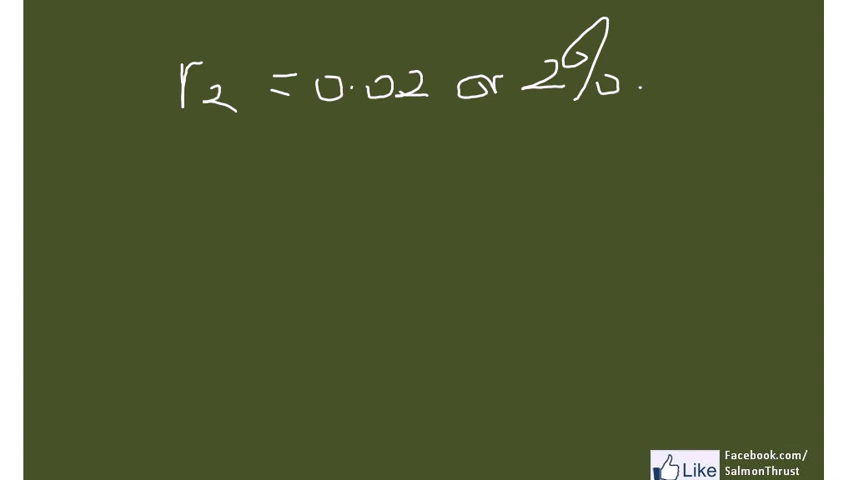 r₂ = 0.02 or 2%.
Like
Facebook.com/
SalmonThrust